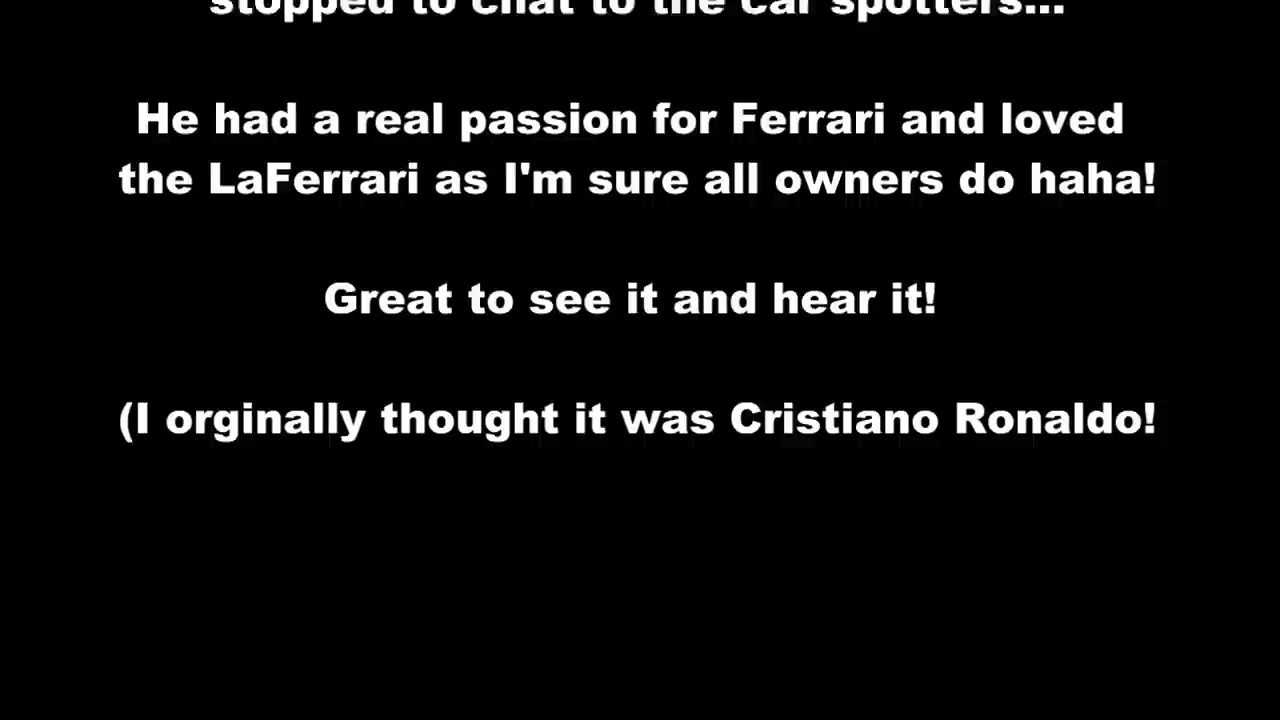 stopped to chat to the car spotters...
He had a real passion for Ferrari and loved
the LaFerrari as I'm sure all owners do haha!
Great to see it and hear it!
(I orginally thought it was Cristiano Ronaldo!